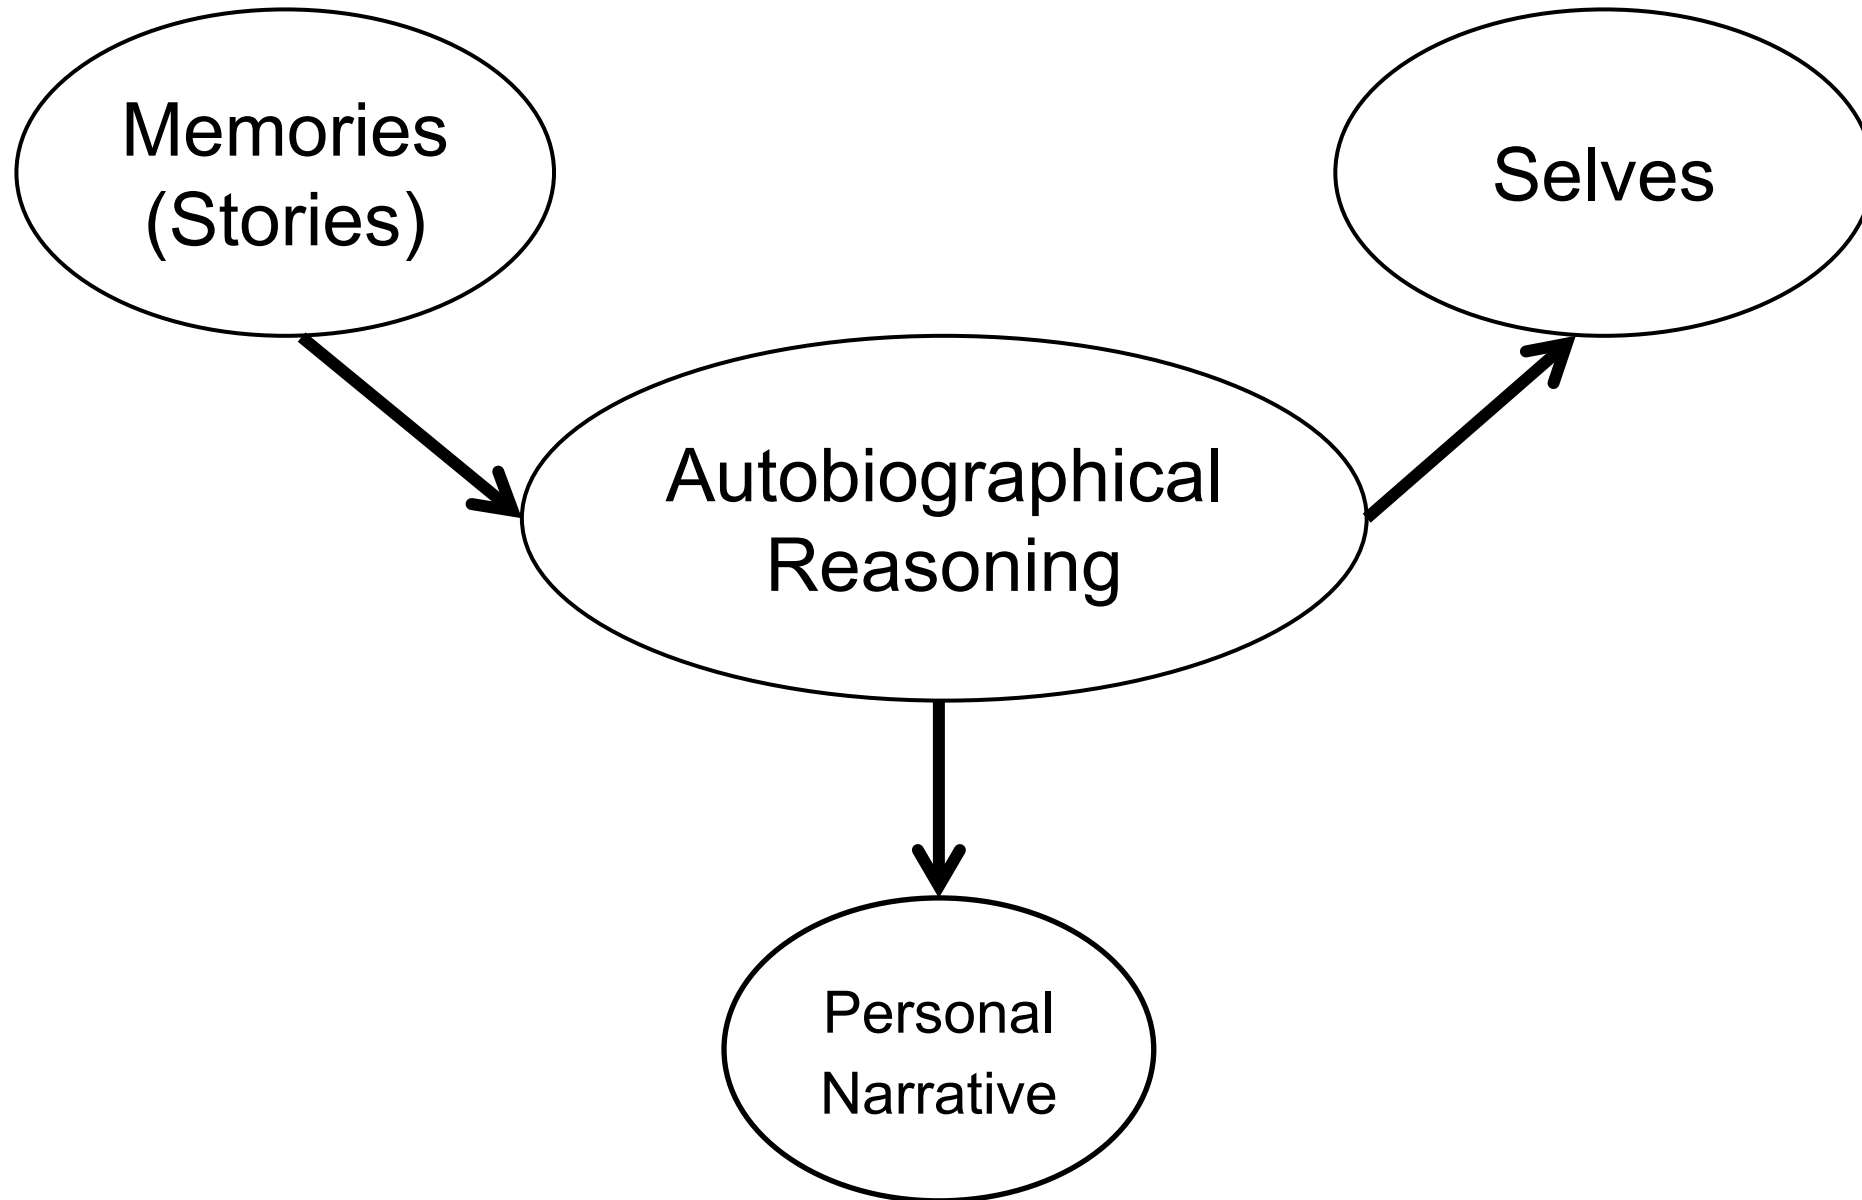 Memories
(Stories)
Selves
Autobiographical
Reasoning
Personal
Narrative